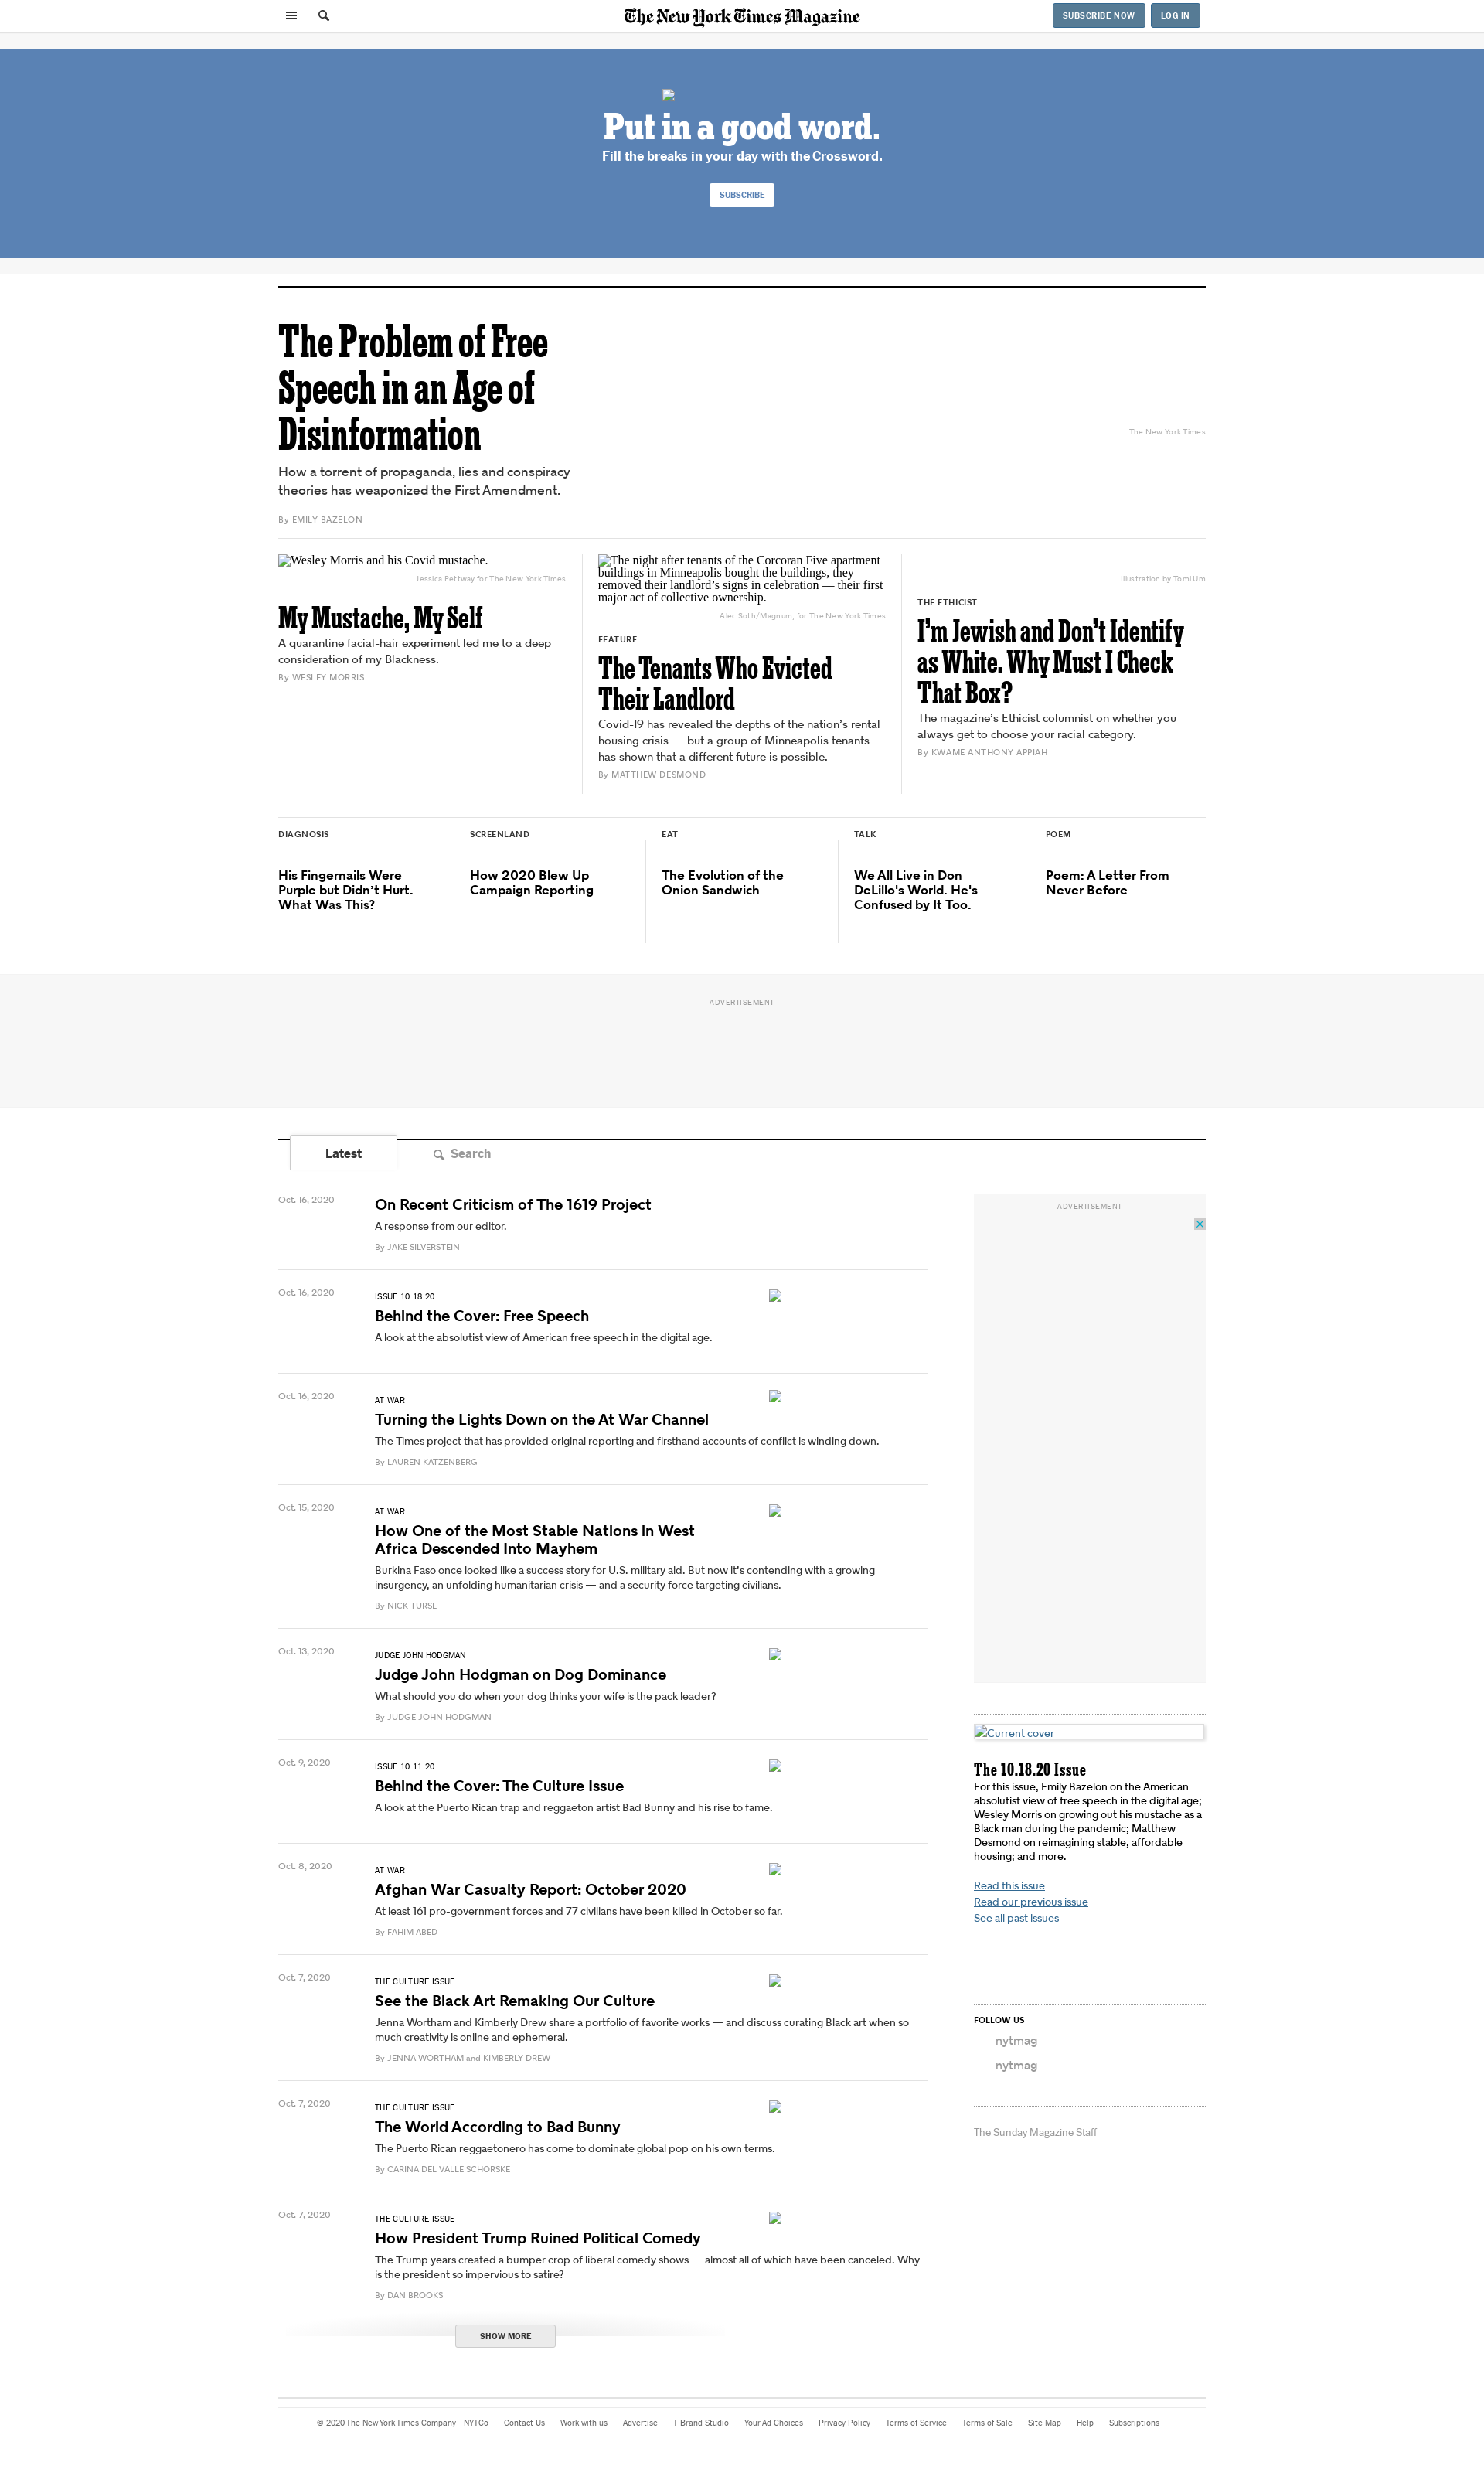 The New York Times Magazine
SUBSCRIBE NOW
LOG IN
Put in a good word.
Fill the breaks in your day with the Crossword.
SUBSCRIBE
The Problem of Free
Speech in an Age of
Disinformation
How a torrent of propaganda, lies and conspiracy
theories has weaponized the First Amendment.
By EMILY BAZELON
The New York Times
Wesley Morris and his Covid mustache.
Jessica Pettway for The New York Times
My Mustache, My Self
A quarantine facial-hair experiment led me to a deep
consideration of my Blackness.
By WESLEY MORRIS
The night after tenants of the Corcoran Five apartment
buildings in Minneapolis bought the buildings, they
removed their landlord’s signs in celebration — their first
major act of collective ownership.
Alec Soth/Magnum, for The New York Times
FEATURE
The Tenants Who Evicted
Their Landlord
Covid-19 has revealed the depths of the nation’s rental
housing crisis — but a group of Minneapolis tenants
has shown that a different future is possible.
By MATTHEW DESMOND
Illustration by Tomi Um
THE ETHICIST
I’m Jewish and Don’t Identify
as White. Why Must I Check
That Box?
The magazine’s Ethicist columnist on whether you
always get to choose your racial category.
By KWAME ANTHONY APPIAH
DIAGNOSIS
His Fingernails Were
Purple but Didn’t Hurt.
What Was This?
SCREENLAND
How 2020 Blew Up
Campaign Reporting
EAT
The Evolution of the
Onion Sandwich
TALK
We All Live in Don
DeLillo's World. He's
Confused by It Too.
POEM
Poem: A Letter From
Never Before
ADVERTISEMENT
Latest
Search
Oct. 16, 2020
On Recent Criticism of The 1619 Project
A response from our editor.
By JAKE SILVERSTEIN
Oct. 16, 2020
ISSUE 10.18.20
Behind the Cover: Free Speech
A look at the absolutist view of American free speech in the digital age.
Oct. 16, 2020
AT WAR
Turning the Lights Down on the At War Channel
The Times project that has provided original reporting and firsthand accounts of conflict is winding down.
By LAUREN KATZENBERG
Oct. 15, 2020
AT WAR
How One of the Most Stable Nations in West
Africa Descended Into Mayhem
Burkina Faso once looked like a success story for U.S. military aid. But now it’s contending with a growing
insurgency, an unfolding humanitarian crisis — and a security force targeting civilians.
By NICK TURSE
Oct. 13, 2020
JUDGE JOHN HODGMAN
Judge John Hodgman on Dog Dominance
What should you do when your dog thinks your wife is the pack leader?
By JUDGE JOHN HODGMAN
Oct. 9, 2020
ISSUE 10.11.20
Behind the Cover: The Culture Issue
A look at the Puerto Rican trap and reggaeton artist Bad Bunny and his rise to fame.
Oct. 8, 2020
AT WAR
Afghan War Casualty Report: October 2020
At least 161 pro-government forces and 77 civilians have been killed in October so far.
By FAHIM ABED
Oct. 7, 2020
THE CULTURE ISSUE
See the Black Art Remaking Our Culture
Jenna Wortham and Kimberly Drew share a portfolio of favorite works — and discuss curating Black art when so
much creativity is online and ephemeral.
By JENNA WORTHAM and KIMBERLY DREW
Oct. 7, 2020
THE CULTURE ISSUE
The World According to Bad Bunny
The Puerto Rican reggaetonero has come to dominate global pop on his own terms.
By CARINA DEL VALLE SCHORSKE
Oct. 7, 2020
THE CULTURE ISSUE
How President Trump Ruined Political Comedy
The Trump years created a bumper crop of liberal comedy shows — almost all of which have been canceled. Why
is the president so impervious to satire?
By DAN BROOKS
SHOW MORE
ADVERTISEMENT
Current cover
The 10.18.20 Issue
For this issue, Emily Bazelon on the American
absolutist view of free speech in the digital age;
Wesley Morris on growing out his mustache as a
Black man during the pandemic; Matthew
Desmond on reimagining stable, affordable
housing; and more.
Read this issue
Read our previous issue
See all past issues
FOLLOW US
nytmag
nytmag
The Sunday Magazine Staff
© 2020 The New York Times Company NYTCo Contact Us Work with us Advertise T Brand Studio Your Ad Choices Privacy Policy Terms of Service Terms of Sale Site Map Help Subscriptions